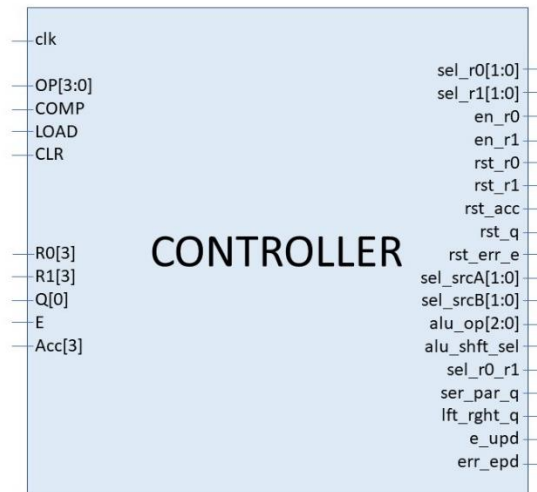 clk
OP[3:0]
COMP
LOAD
CLR
R0[3]
R1[3]
Q[0]
E
Acc[3]
CONTROLLER
sel_r0[1:0]
sel_r1[1:0]
en_r0
en_r1
rst_r0
rst_r1
rst_acc
rst_q
rst_err_e
sel_srcA[1:0]
sel_srcB[1:0]
alu_op[2:0]
alu_shft_sel
sel_r0_r1
ser_par_q
lft_rght_q
e_upd
err_epd